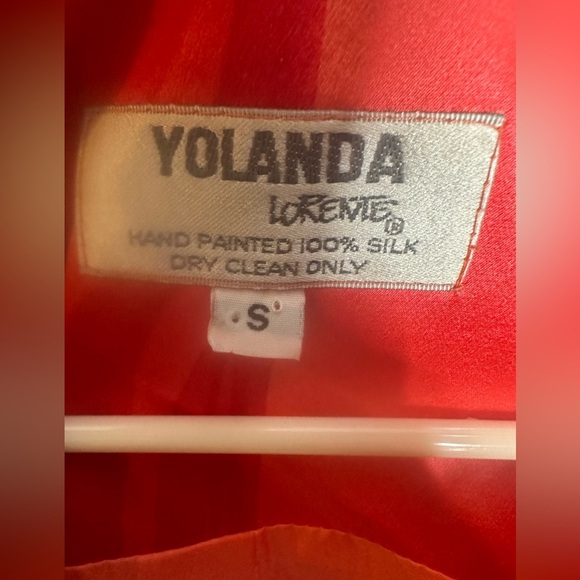 YOLANDA
LORENTE®
HAND PAINTED 100% SILK
DRY CLEAN ONLY
S